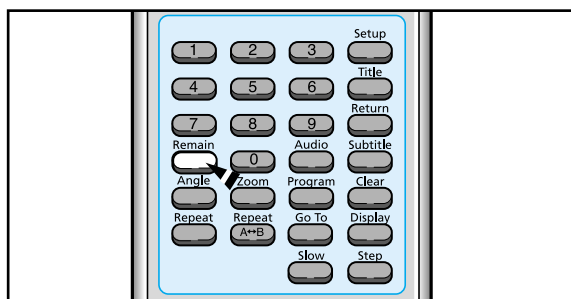 Setup
1 2 3
Title
4 5 6
Return
7 8 9
Remain Audio Subtitle
0
Angle Zoom Program Clear
Repeat Repeat Go To Display
A↔B
Slow Step